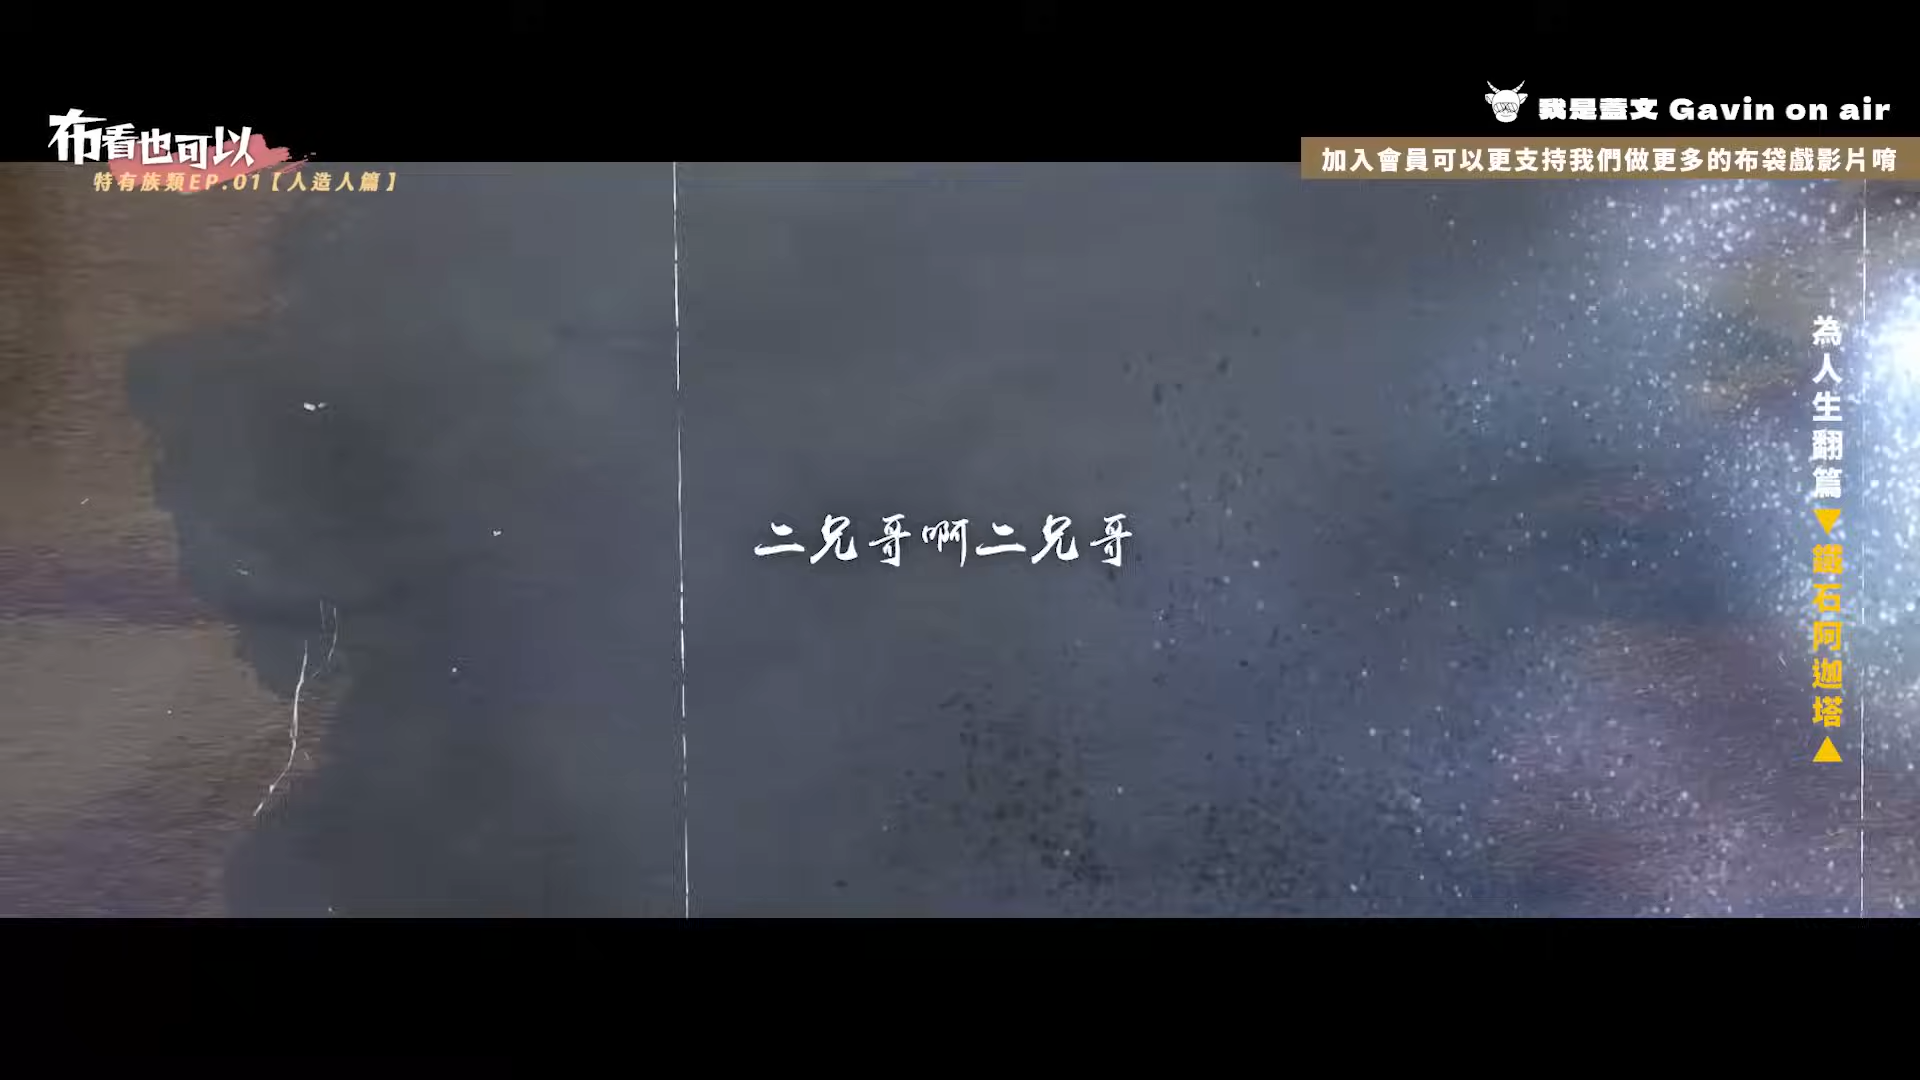 布看也可以
特有族類EP.01【人造人篇】
我是蓋文 Gavin on air
加入會員可以更支持我們做更多的布袋戲影片唷
二兄哥啊二兄哥
為人生翻篇▼鐵石阿迦塔▲